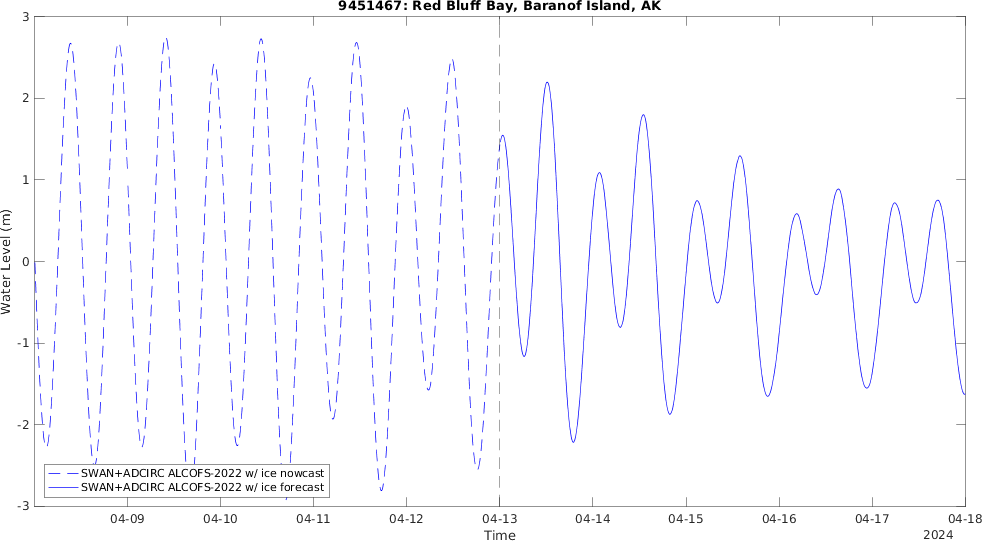 9451467: Red Bluff Bay, Baranof Island, AK
3
2
1
0
-1
-2
-3
Water Level (m)
SWAN+ADCIRC ALCOFS-2022 w/ ice nowcast
SWAN+ADCIRC ALCOFS-2022 w/ ice forecast
04-09 04-10 04-11 04-12 04-13 04-14 04-15 04-16 04-17 04-18
Time
2024